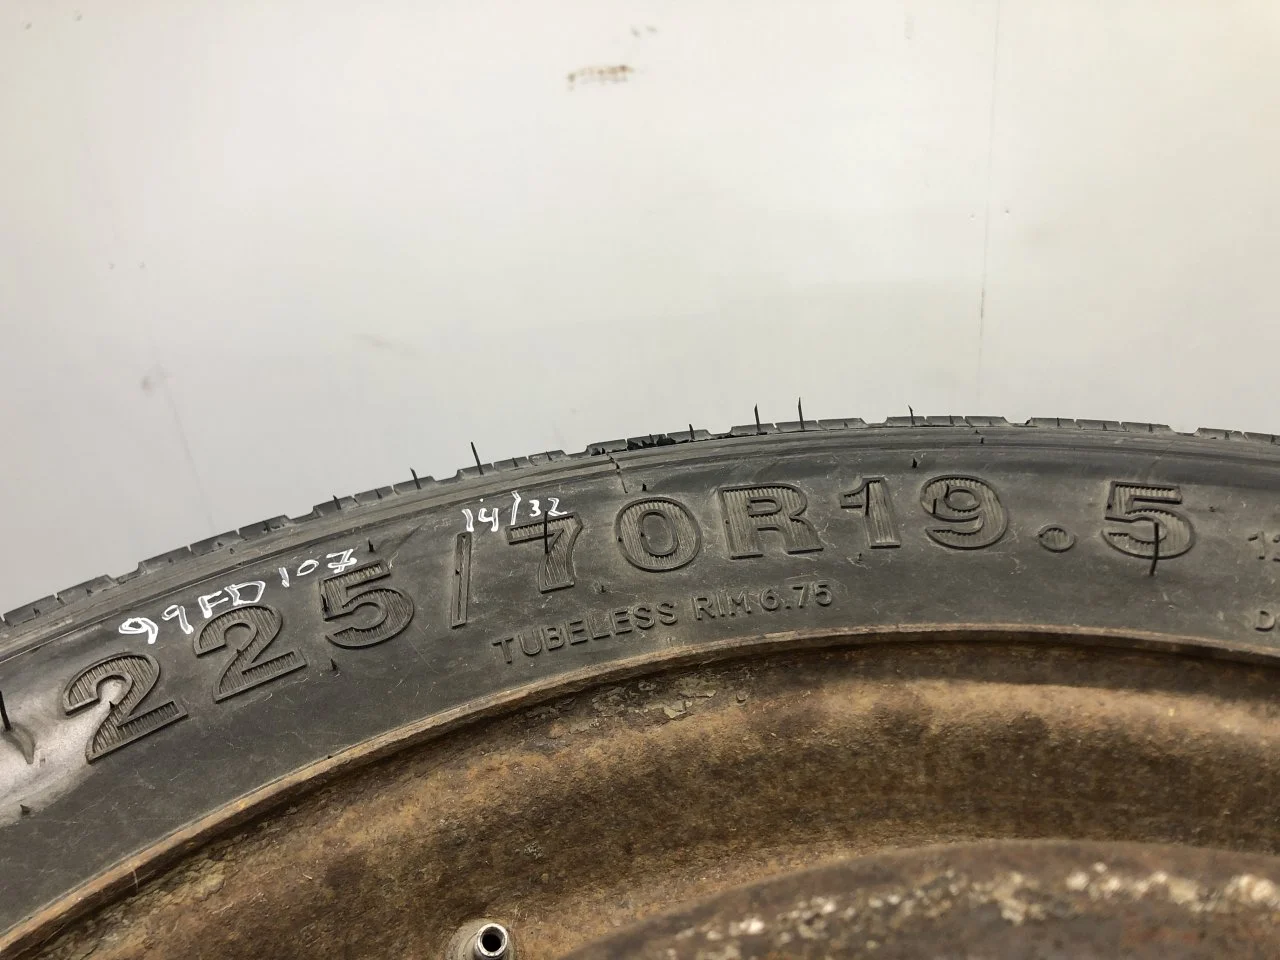 14/32
99FD107
225/70R19.5
TUBELESS RIM 6.75